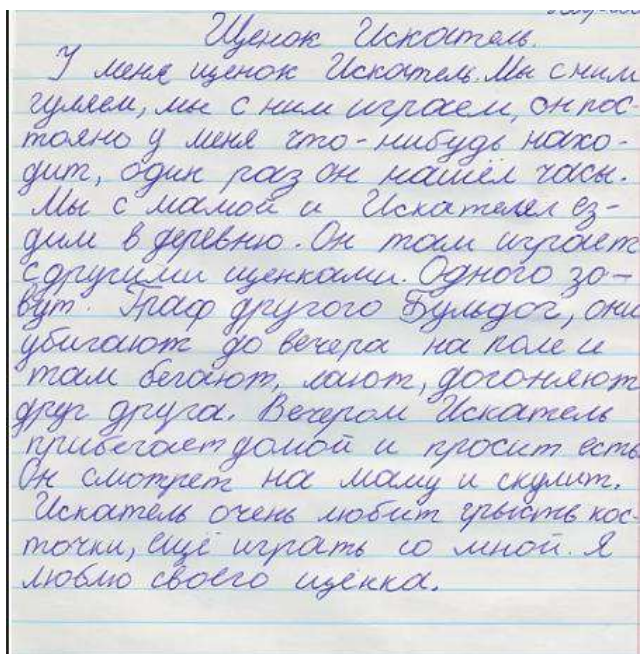 Щенок Искатель.
У меня щенок Искатель. Мы с ним
гуляем, мы с ним играем, он пос
тояно у меня что-нибудь нахо-
дит, один раз он нашёл часы.
Мы с мамой и Искателем ез-
дим в деревню. Он там играет
с другими щенками. Одного зо-
вут. Граф другого Бульдог, они
убигают до вечера на поле и
там бегают, лают, догоняют
друг друга. Вечером Искатель
прибегает домой и просит есть
Он смотрет на маму и скулит.
Искатель очень любит грысть кос-
точки, ещё играть со мной. Я
люблю своего щенка.